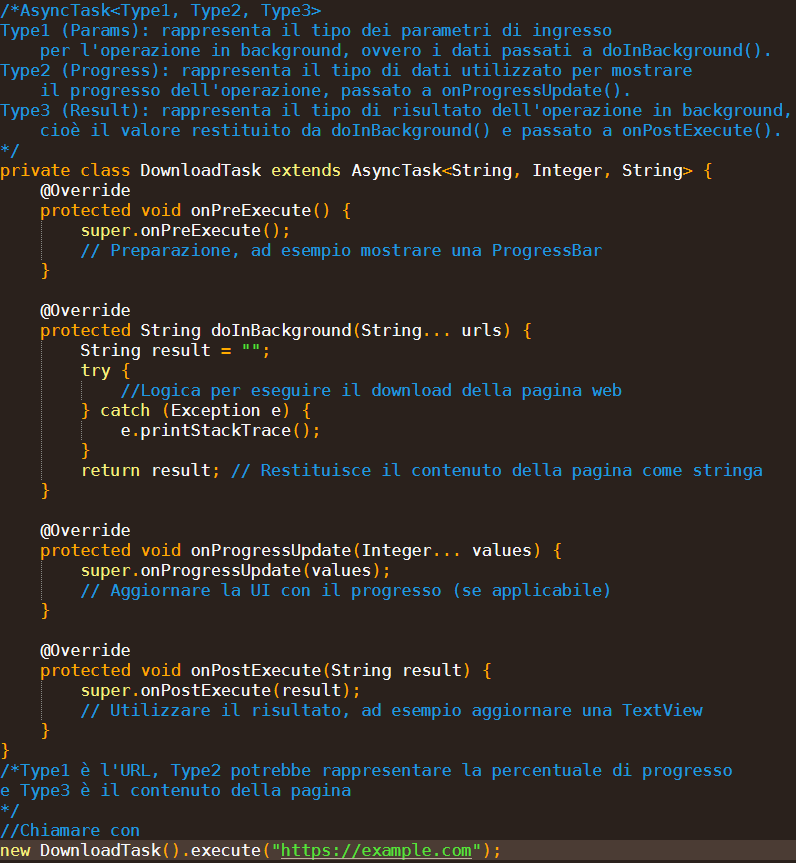 /*AsyncTask<Type1, Type2, Type3>
Type1 (Params): rappresenta il tipo dei parametri di ingresso
    per l'operazione in background, ovvero i dati passati a doInBackground().
Type2 (Progress): rappresenta il tipo di dati utilizzato per mostrare
    il progresso dell'operazione, passato a onProgressUpdate().
Type3 (Result): rappresenta il tipo di risultato dell'operazione in background,
    cioè il valore restituito da doInBackground() e passato a onPostExecute().
*/
private class DownloadTask extends AsyncTask<String, Integer, String> {
    @Override
    protected void onPreExecute() {
        super.onPreExecute();
        // Preparazione, ad esempio mostrare una ProgressBar
    }

    @Override
    protected String doInBackground(String... urls) {
        String result = "";
        try {
            //Logica per eseguire il download della pagina web
        } catch (Exception e) {
            e.printStackTrace();
        }
        return result; // Restituisce il contenuto della pagina come stringa
    }

    @Override
    protected void onProgressUpdate(Integer... values) {
        super.onProgressUpdate(values);
        // Aggiornare la UI con il progresso (se applicabile)
    }

    @Override
    protected void onPostExecute(String result) {
        super.onPostExecute(result);
        // Utilizzare il risultato, ad esempio aggiornare una TextView
    }
}
/*Type1 è l'URL, Type2 potrebbe rappresentare la percentuale di progresso
e Type3 è il contenuto della pagina
*/
//Chiamare con
new DownloadTask().execute("https://example.com");